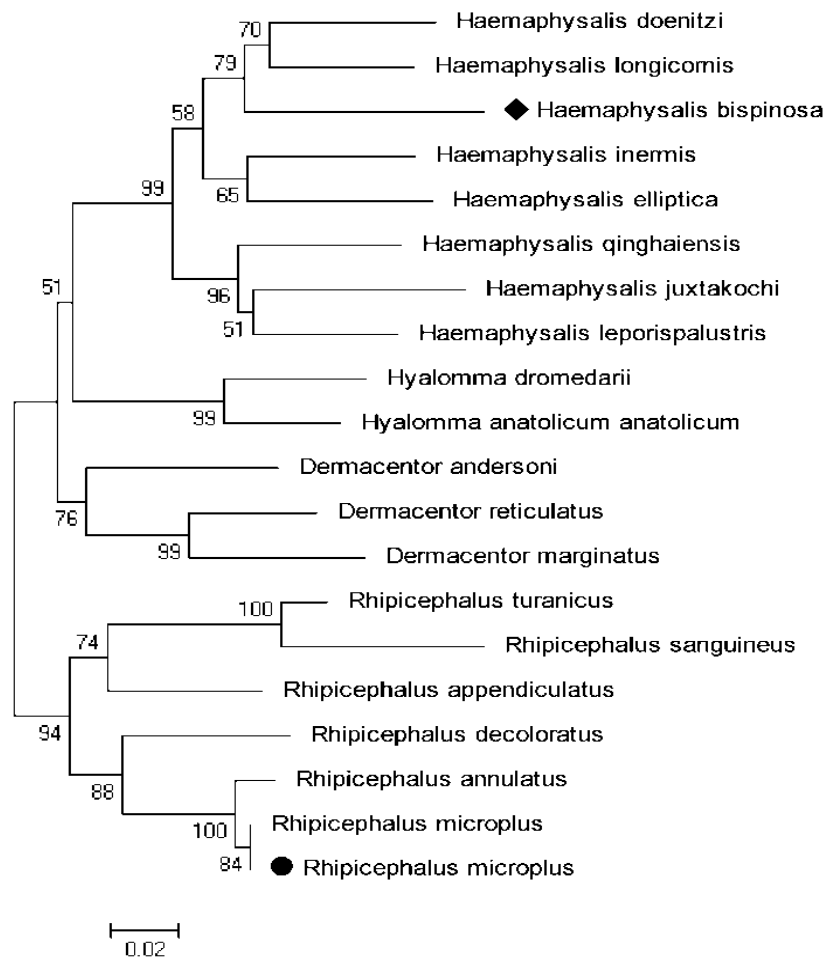 70
Haemaphysalis doenitzi
79
Haemaphysalis longicornis
58
Haemaphysalis bispinosa
Haemaphysalis inermis
99
65
Haemaphysalis elliptica
Haemaphysalis qinghaiensis
51
96
Haemaphysalis juxtakochi
51
Haemaphysalis leporispalustris
Hyalomma dromedarii
99
Hyalomma anatolicum anatolicum
Dermacentor andersoni
76
Dermacentor reticulatus
99
Dermacentor marginatus
100
Rhipicephalus turanicus
74
Rhipicephalus sanguineus
Rhipicephalus appendiculatus
94
Rhipicephalus decoloratus
88
Rhipicephalus annulatus
100
Rhipicephalus microplus
84
Rhipicephalus microplus
0.02